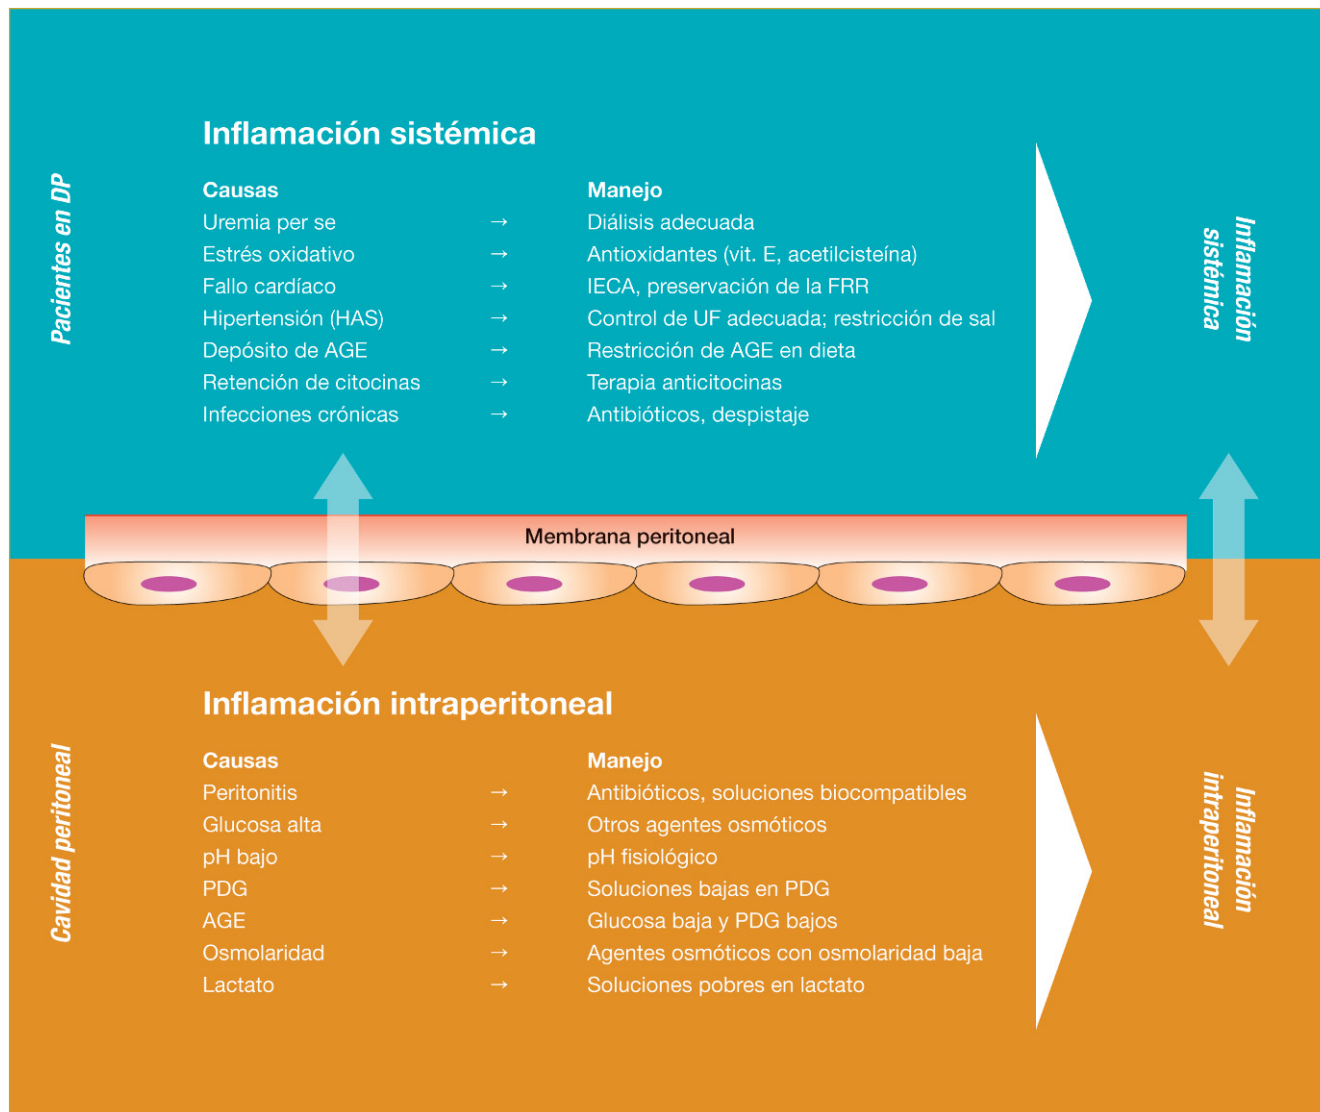 Pacientes en DP
Inflamación sistémica
Causas → Manejo
Uremia per se → Diálisis adecuada
Estrés oxidativo → Antioxidantes (vit. E, acetilcisteína)
Fallo cardíaco → IECA, preservación de la FRR
Hipertensión (HAS) → Control de UF adecuada; restricción de sal
Depósito de AGE → Restricción de AGE en dieta
Retención de citocinas → Terapia anticitocinas
Infecciones crónicas → Antibióticos, despistaje
Inflamación
sistémica
Membrana peritoneal
Cavidad peritoneal
Inflamación intraperitoneal
Causas Manejo
Peritonitis → Antibióticos, soluciones biocompatibles
Glucosa alta → Otros agentes osmóticos
pH bajo → pH fisiológico
PDG → Soluciones bajas en PDG
AGE → Glucosa baja y PDG bajos
Osmolaridad → Agentes osmóticos con osmolaridad baja
Lactato → Soluciones pobres en lactato
Inflamación
intraperitoneal